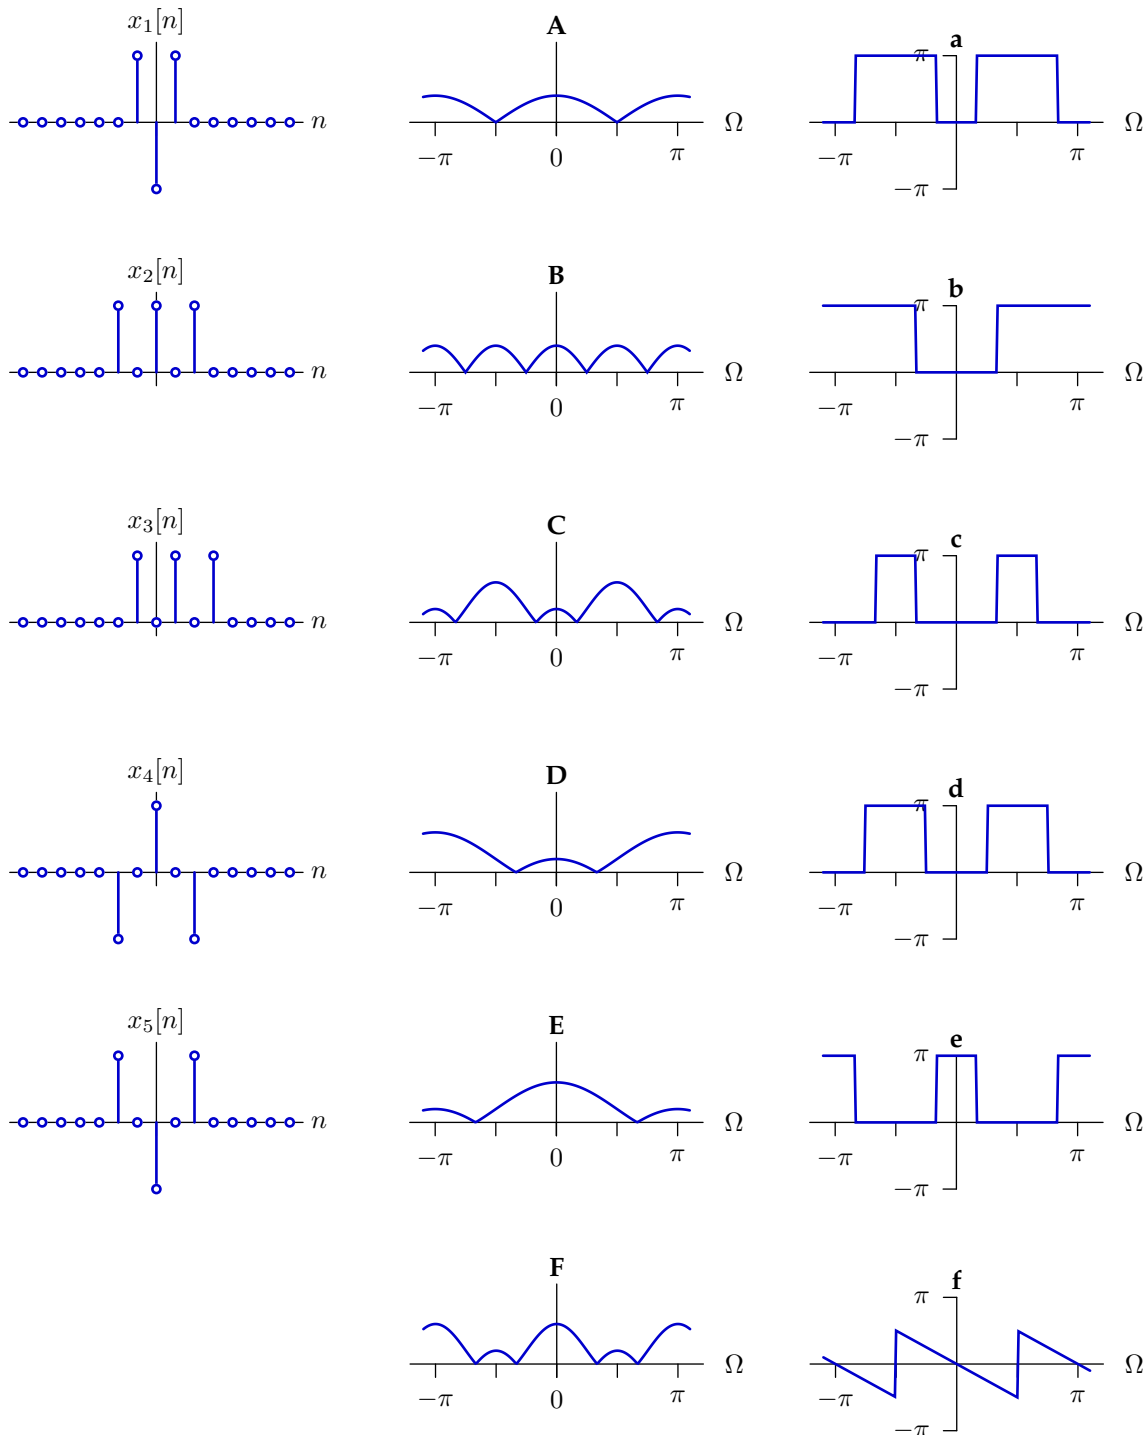 x₁[n] A a
n Ω π Ω
−π 0 π −π π
−π
x₂[n] B b
n Ω π Ω
−π 0 π −π π
−π
x₃[n] C c
n Ω π Ω
−π 0 π −π π
−π
x₄[n] D d
n Ω π Ω
−π 0 π −π π
−π
x₅[n] E e
n Ω π Ω
−π 0 π −π π
−π
F f
Ω π Ω
−π 0 π −π π
−π